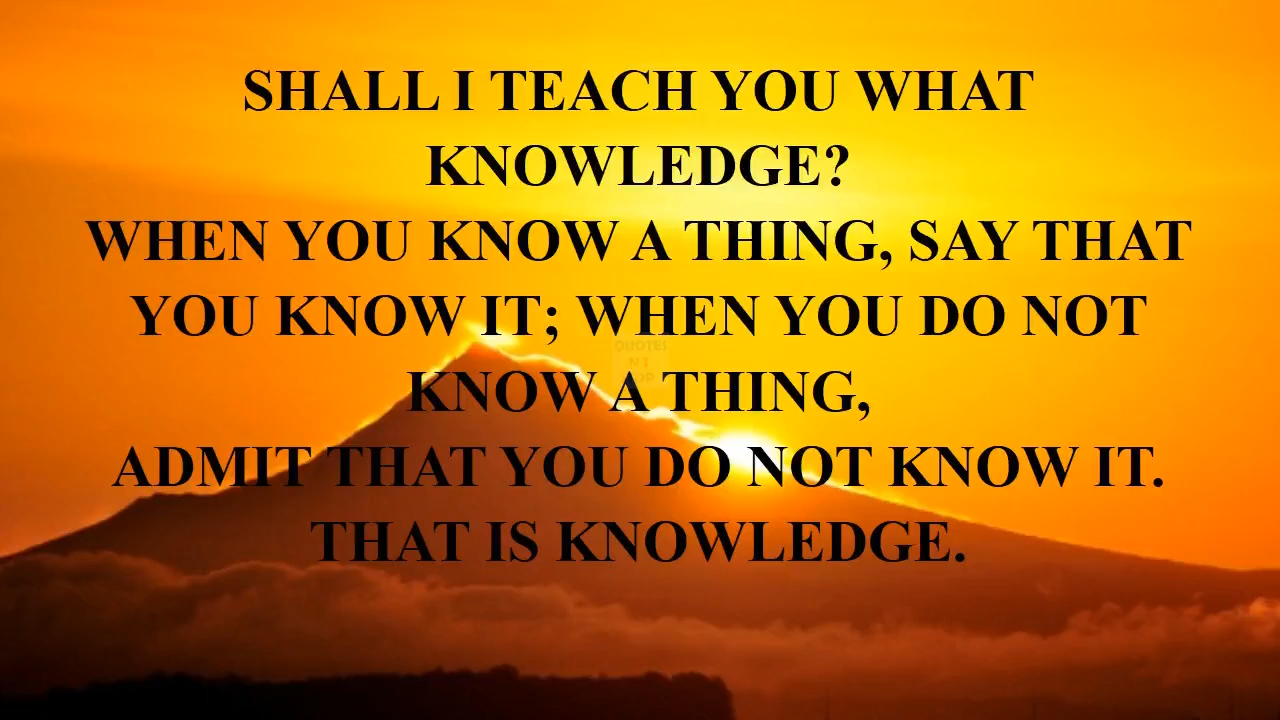 SHALL I TEACH YOU WHAT
KNOWLEDGE?
WHEN YOU KNOW A THING, SAY THAT
YOU KNOW IT; WHEN YOU DO NOT
QUOTES
KNOW A THING,
ADMIT THAT YOU DO NOT KNOW IT.
THAT IS KNOWLEDGE.